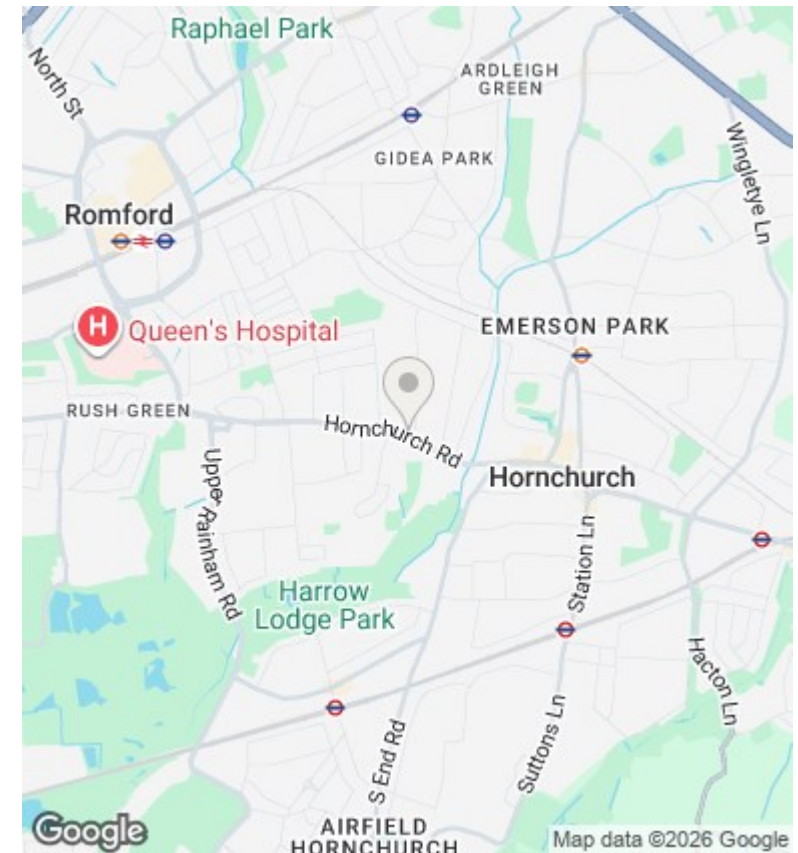 Raphael Park
North St
ARDLEIGH
GREEN
Wingletye Ln
GIDEA PARK
Romford
H
Queen's Hospital
EMERSON PARK
RUSH GREEN
Hornchurch Rd
Upper Rainham Rd
Hornchurch
Station Ln
Harrow
Lodge Park
Hacton Ln
Suttons Ln
S End Rd
AIRFIELD
HORNCHURCH
Google
Map data ©2026 Google